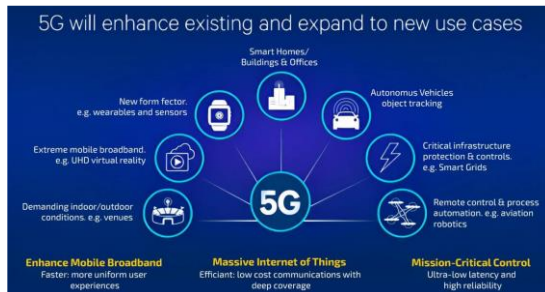 5G will enhance existing and expand to new use cases
Smart Homes/
Buildings & Offices
New form fector.
e.g. wearables and sensors
Autonomus Vehicles
object tracking
Extreme mobile broadband.
e.g. UHD virtual reality
Critical infrastructure
protection & controls.
e.g. Smart Grids
Demanding indoor/outdoor
conditions. e.g. venues
5G
Remote control & process
automation. e.g. aviation
robotics
Enhance Mobile Broadband
Faster: more uniform user
experiences
Massive Internet of Things
Efficiant: low cost communications with
deep coverage
Mission-Critical Control
Ultra-low latency and
high reliability